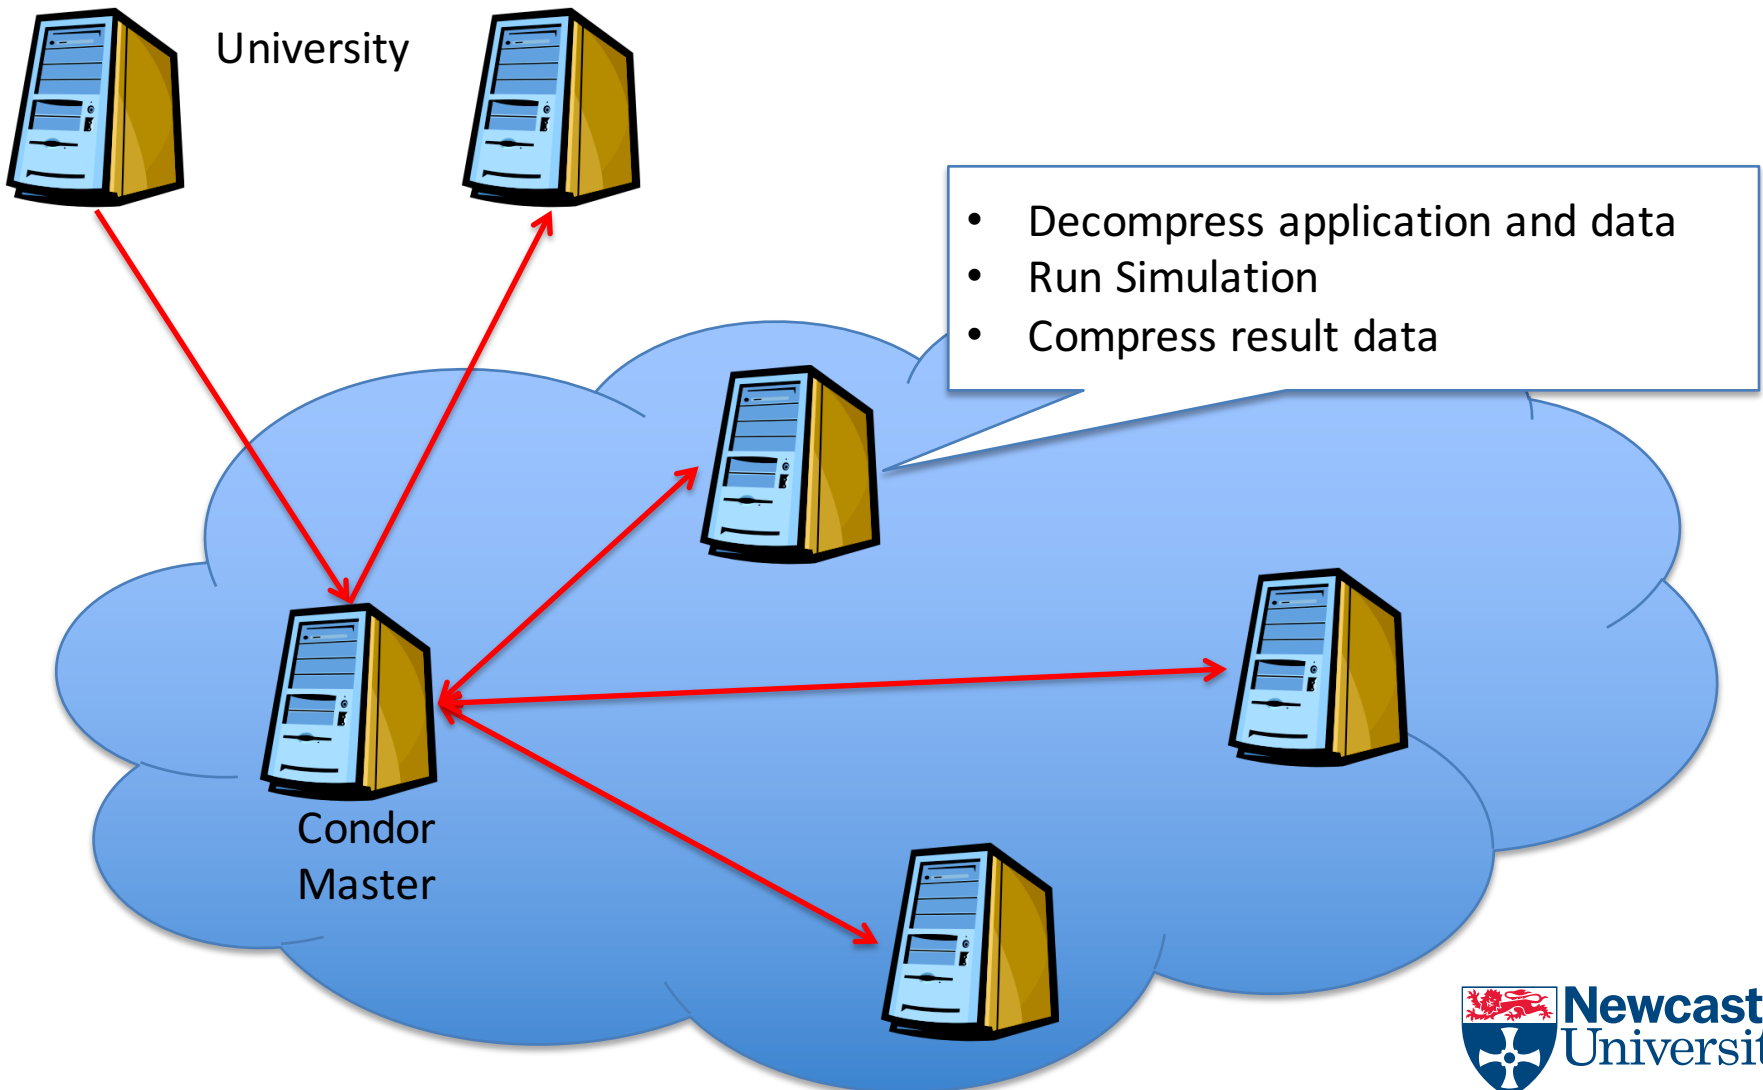 University
• Decompress application and data
• Run Simulation
• Compress result data
Condor
Master
Newcast
Universit